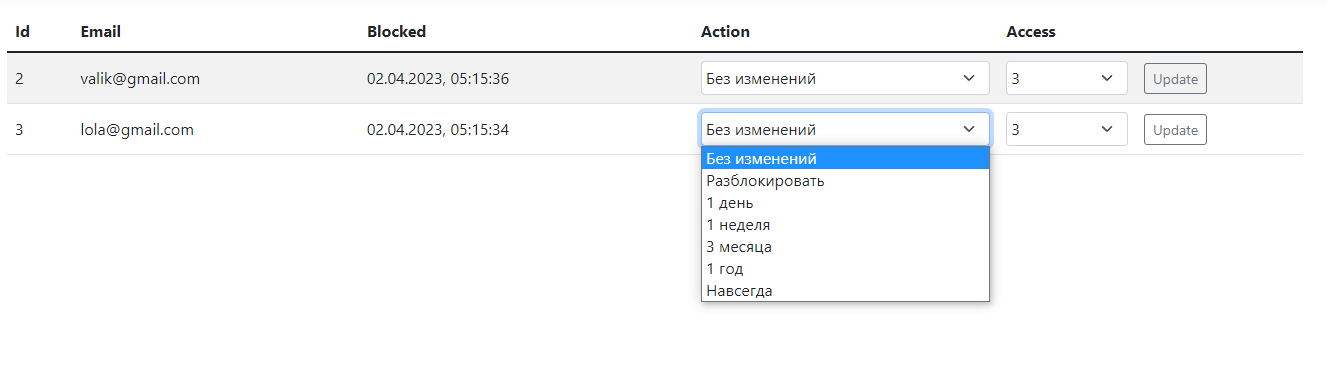 Id Email Blocked Action Access
2 valik@gmail.com 02.04.2023, 05:15:36 Без изменений 3 Update
3 lola@gmail.com 02.04.2023, 05:15:34 Без изменений 3 Update
Без изменений
Разблокировать
1 день
1 неделя
3 месяца
1 год
Навсегда